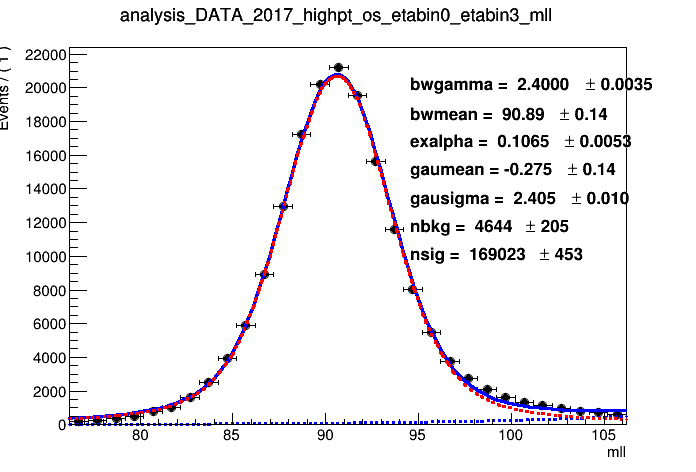 analysis_DATA_2017_highpt_os_etabin0_etabin3_mll
Events / ( 1 )
22000
20000
18000
16000
14000
12000
10000
8000
6000
4000
2000
0
bwgamma = 2.4000 ± 0.0035
bwmean = 90.89 ± 0.14
exalpha = 0.1065 ± 0.0053
gaumean = -0.275 ± 0.14
gausigma = 2.405 ± 0.010
nbkg = 4644 ± 205
nsig = 169023 ± 453
80 85 90 95 100 105
mll